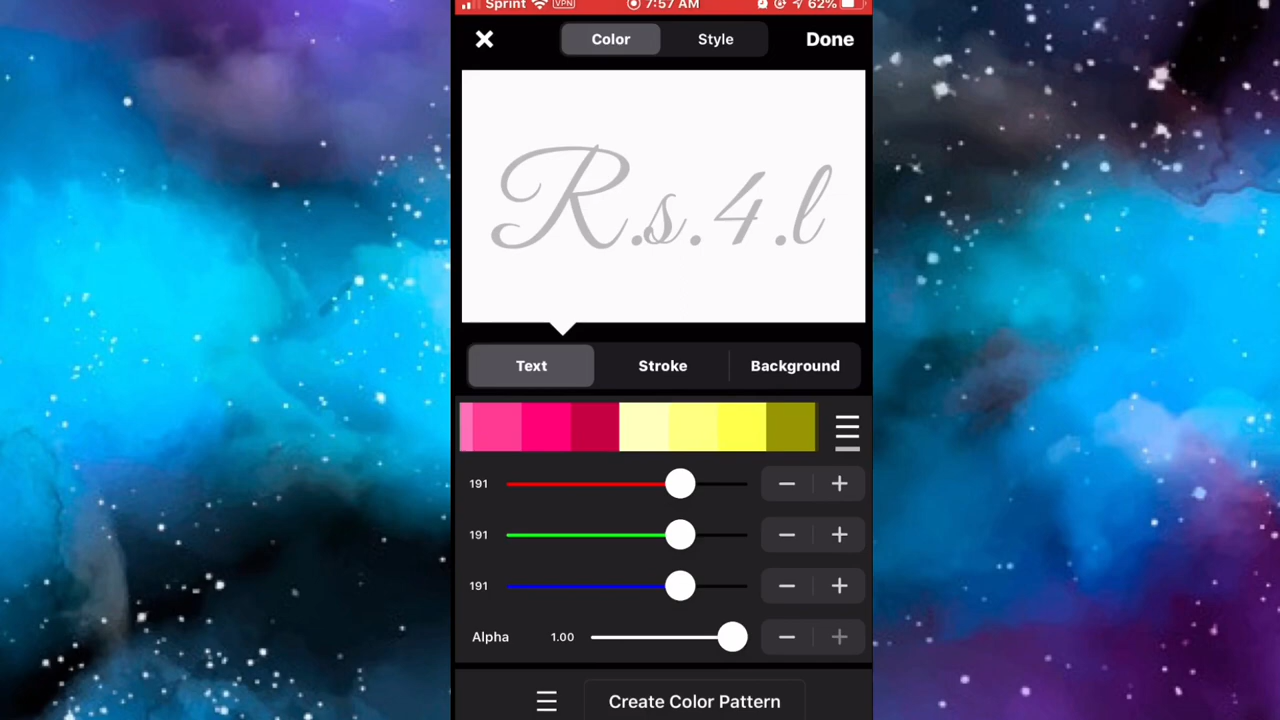 Sprint VPN 7:57 AM 62%
Color Style Done
R.s.4.l
Text Stroke Background
191
191
191
Alpha 1.00
Create Color Pattern